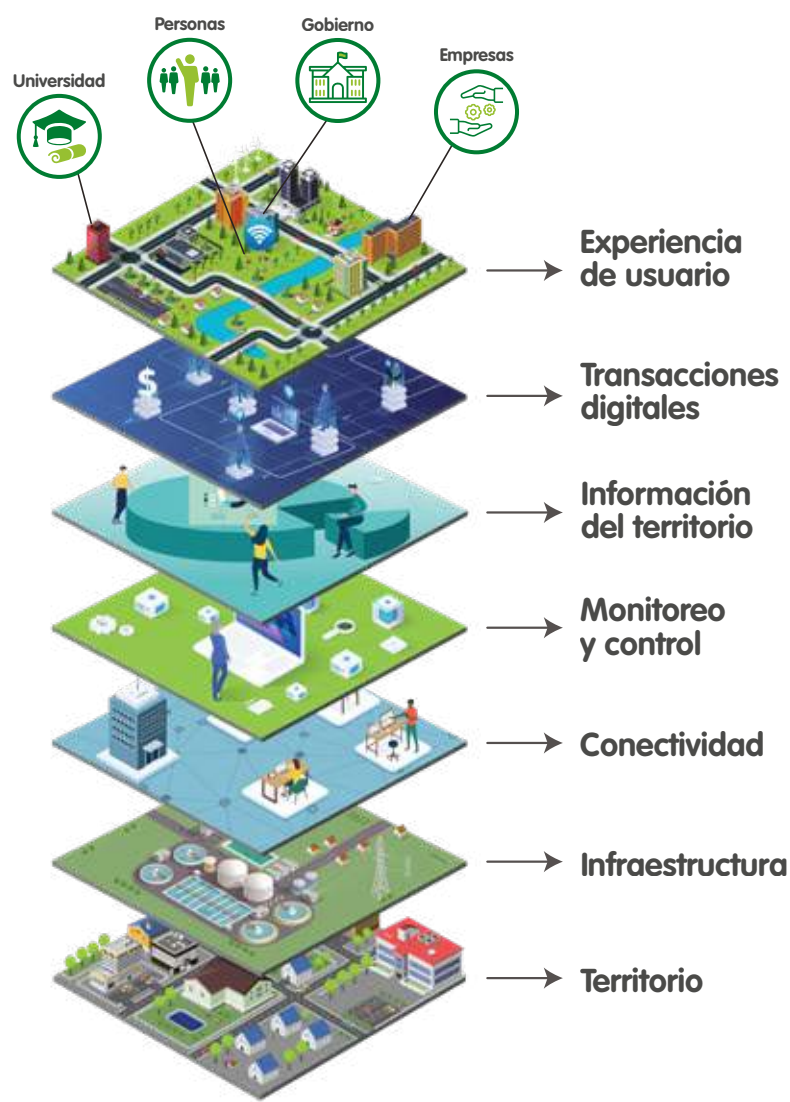 Personas
Gobierno
Empresas
Universidad
Experiencia
de usuario
Transacciones
digitales
$
Información
del territorio
Monitoreo
y control
Conectividad
Infraestructura
Territorio